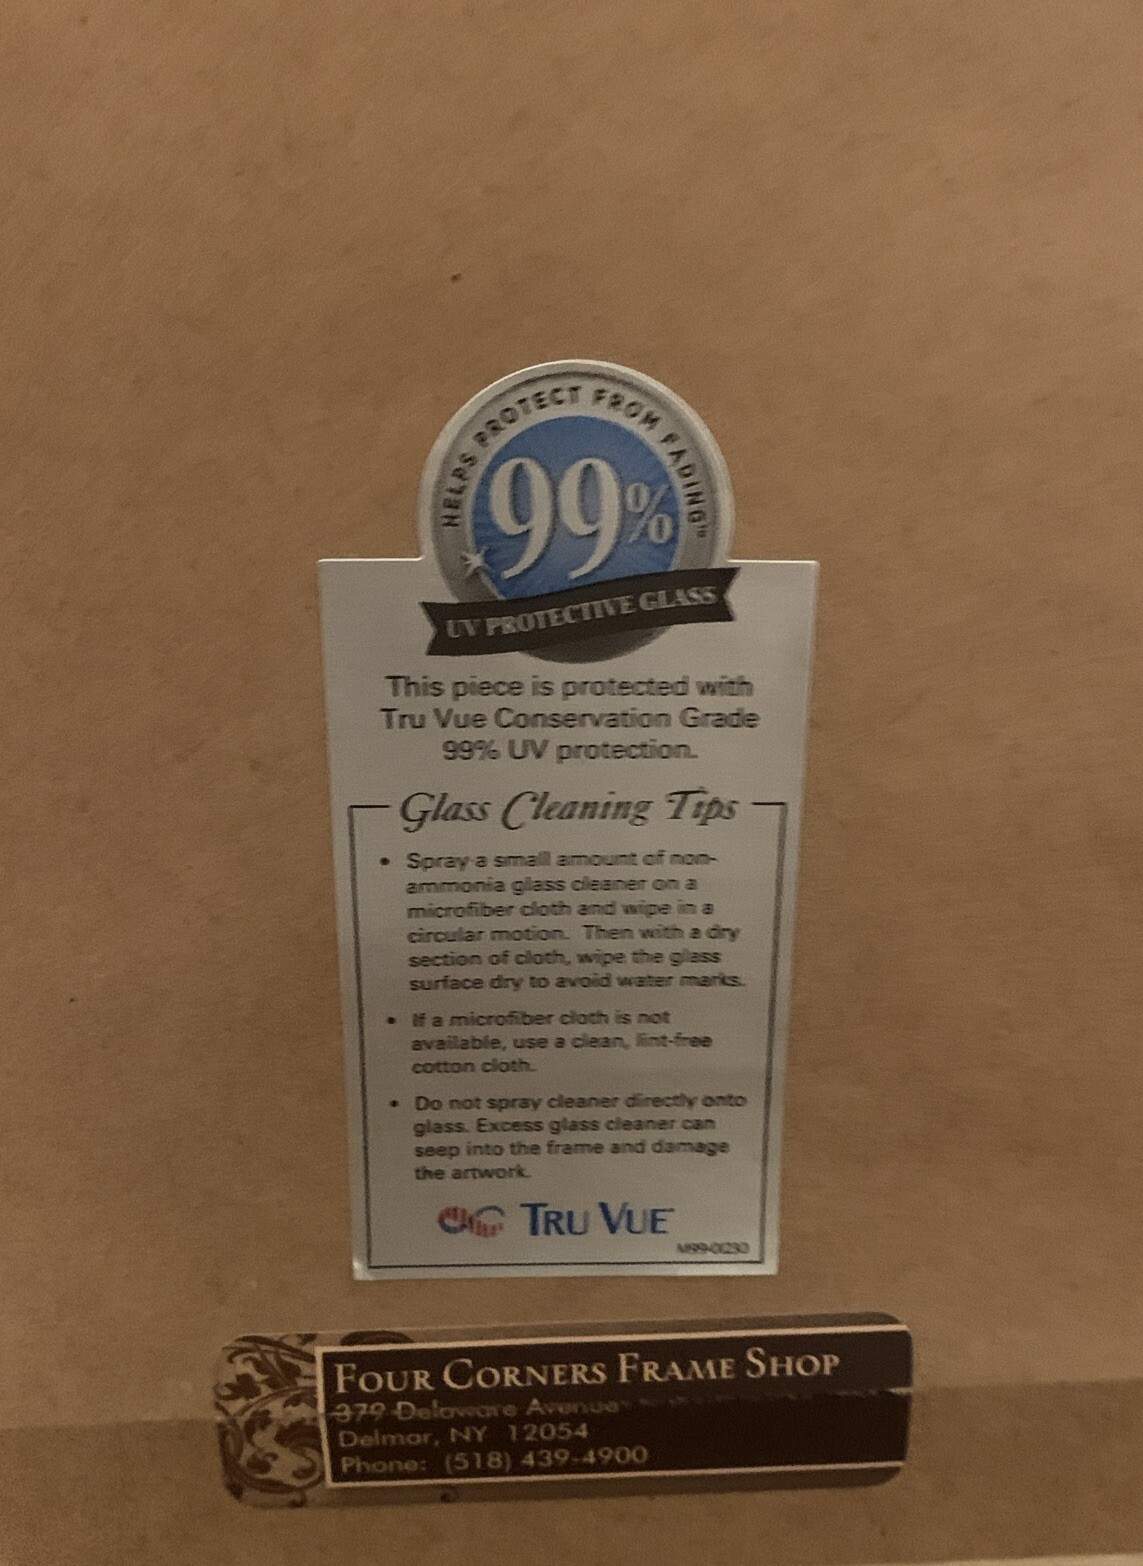 HELPS PROTECT FROM FADING™
99%
UV PROTECTIVE GLASS
This piece is protected with
Tru Vue Conservation Grade
99% UV protection.
Glass Cleaning Tips
• Spray a small amount of non-
ammonia glass cleaner on a
microfiber cloth and wipe in a
circular motion. Then with a dry
section of cloth, wipe the glass
surface dry to avoid water marks.
• If a microfiber cloth is not
available, use a clean, lint-free
cotton cloth.
• Do not spray cleaner directly onto
glass. Excess glass cleaner can
seep into the frame and damage
the artwork.
TRU VUE
M99-01230
FOUR CORNERS FRAME SHOP
379 Delaware Avenue
Delmar, NY 12054
Phone: (518) 439-4900